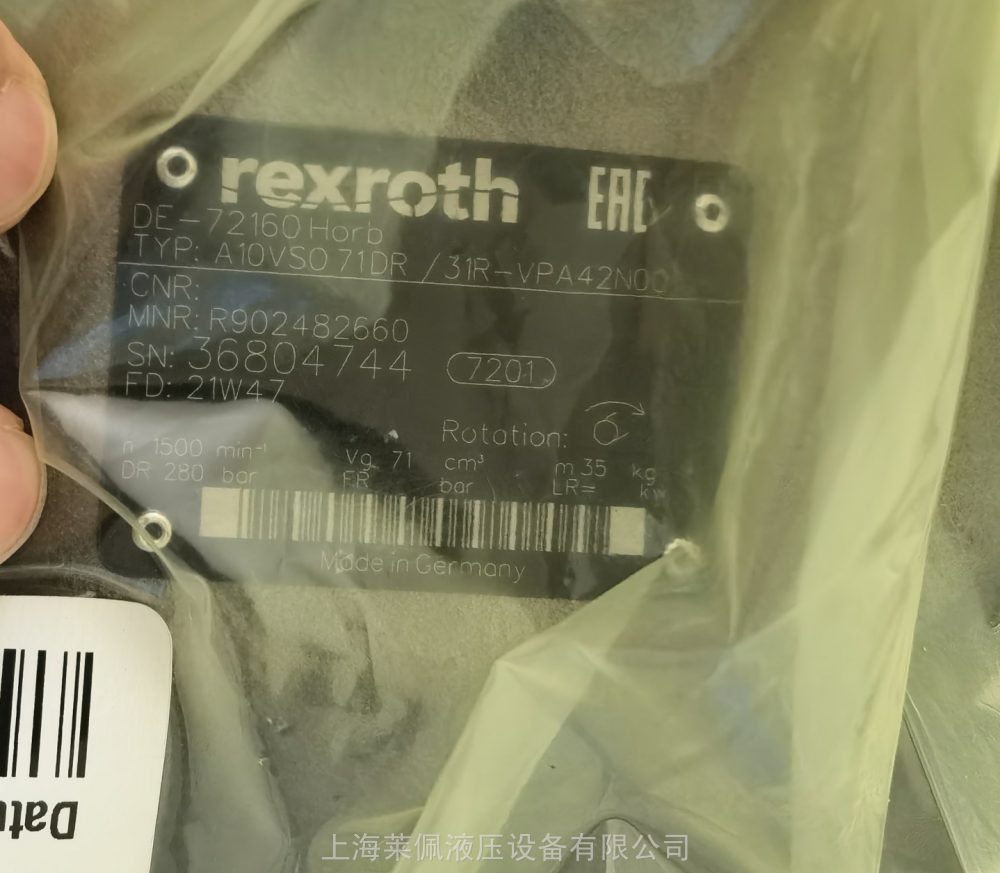 rexroth EAC
DE-72160 Horb
TYP: A10VSO 71DR /31R-VPA42N00
CNR:
MNR: R902482660
SN: 36804744 7201
FD: 21W47
Rotation:
n 1500 min⁻¹ Vg 71 cm³ m 35 kg
DR 280 bar FR bar LR= kw
Made in Germany
Datu
上海莱佩液压设备有限公司